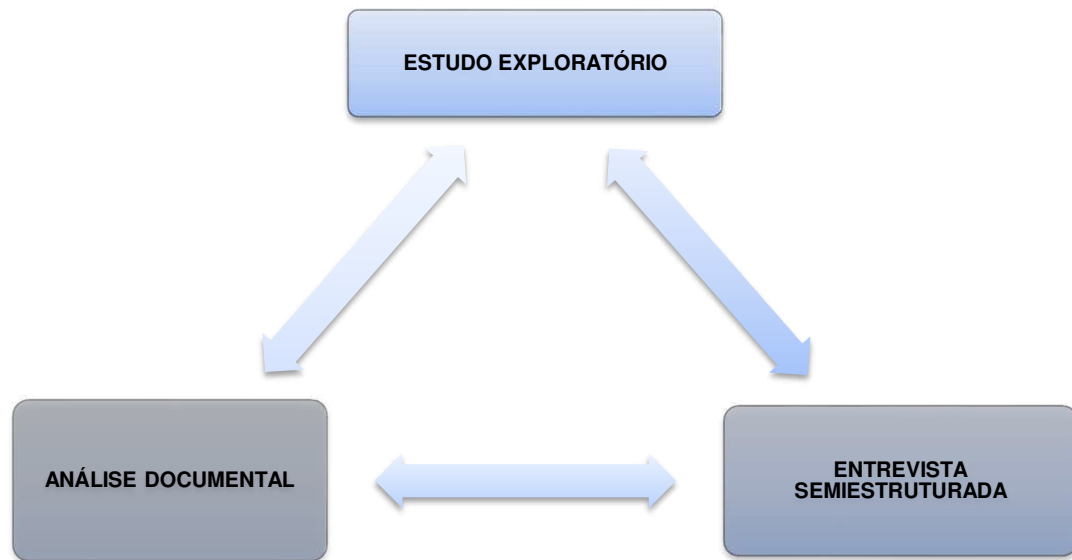 ESTUDO EXPLORATÓRIO
ANÁLISE DOCUMENTAL
ENTREVISTA
SEMIESTRUTURADA